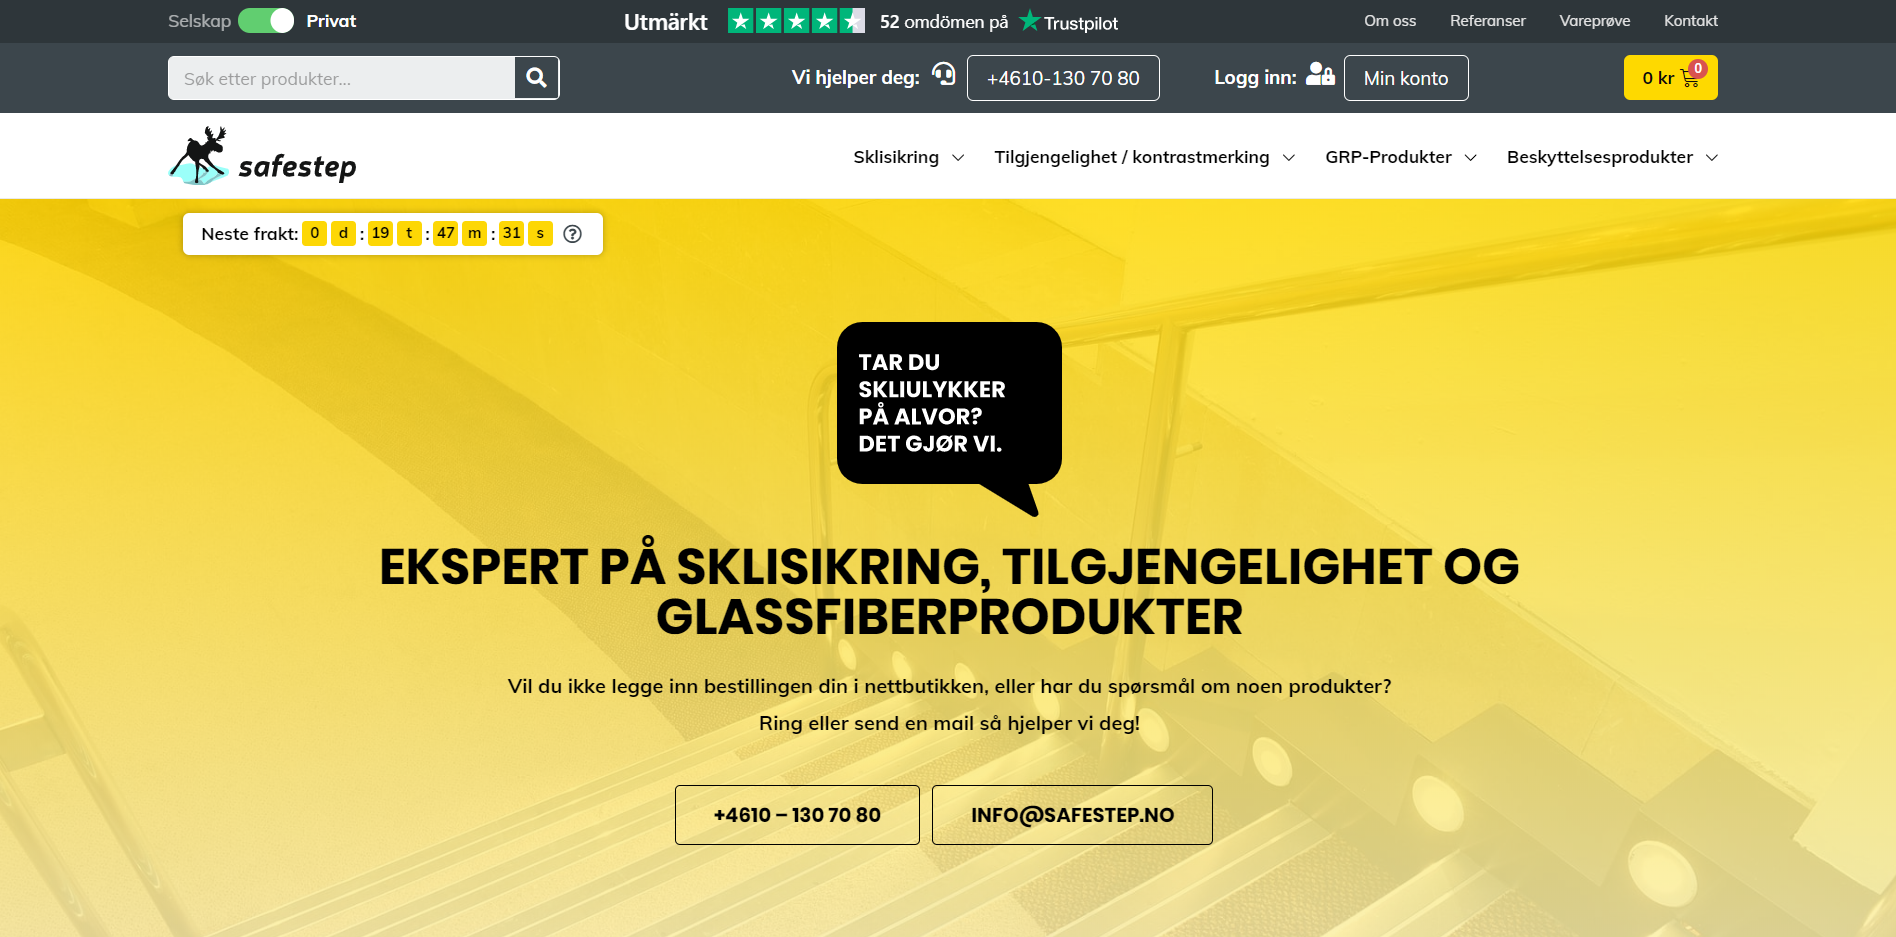 Selskap Privat
Utmärkt 52 omdömen på Trustpilot
Om oss Referanser Vareprøve Kontakt
Søk etter produkter...
Vi hjelper deg: +4610-130 70 80
Logg inn: Min konto
0 kr 0
safestep
Sklisikring Tilgjengelighet / kontrastmerking GRP-Produkter Beskyttelsesprodukter
Neste frakt: 0 d : 19 t : 47 m : 31 s ?
TAR DU
SKLIULYKKER
PÅ ALVOR?
DET GJØR VI.
EKSPERT PÅ SKLISIKRING, TILGJENGELIGHET OG
GLASSFIBERPRODUKTER
Vil du ikke legge inn bestillingen din i nettbutikken, eller har du spørsmål om noen produkter?
Ring eller send en mail så hjelper vi deg!
+4610 – 130 70 80 INFO@SAFESTEP.NO